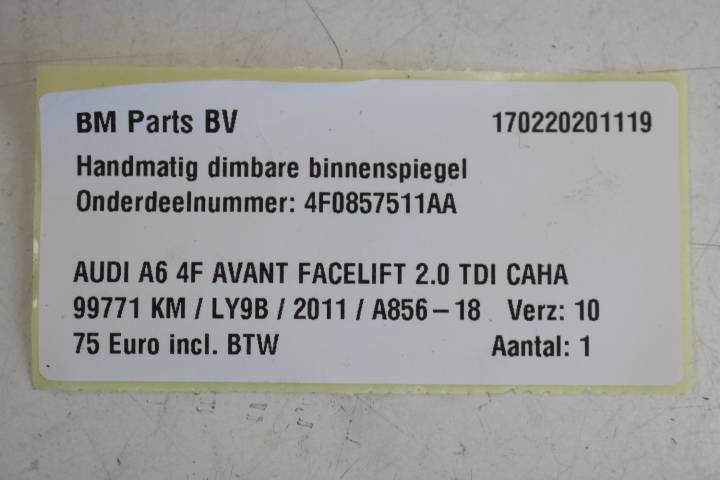 BM Parts BV 170220201119
Handmatig dimbare binnenspiegel
Onderdeelnummer: 4F0857511AA
AUDI A6 4F AVANT FACELIFT 2.0 TDI CAHA
99771 KM / LY9B / 2011 / A856 – 18 Verz: 10
75 Euro incl. BTW Aantal: 1